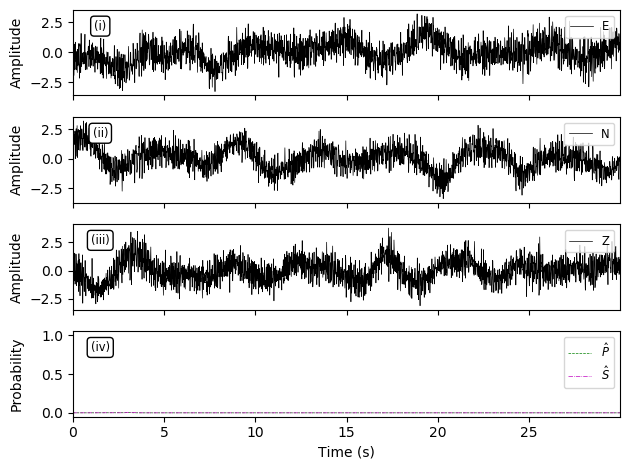 Amplitude
2.5
0.0
−2.5
(i)
E
Amplitude
2.5
0.0
−2.5
(ii)
N
Amplitude
2.5
0.0
−2.5
(iii)
Z
Probability
1.0
0.5
0.0
(iv)
P̂
Ŝ
0 5 10 15 20 25
Time (s)